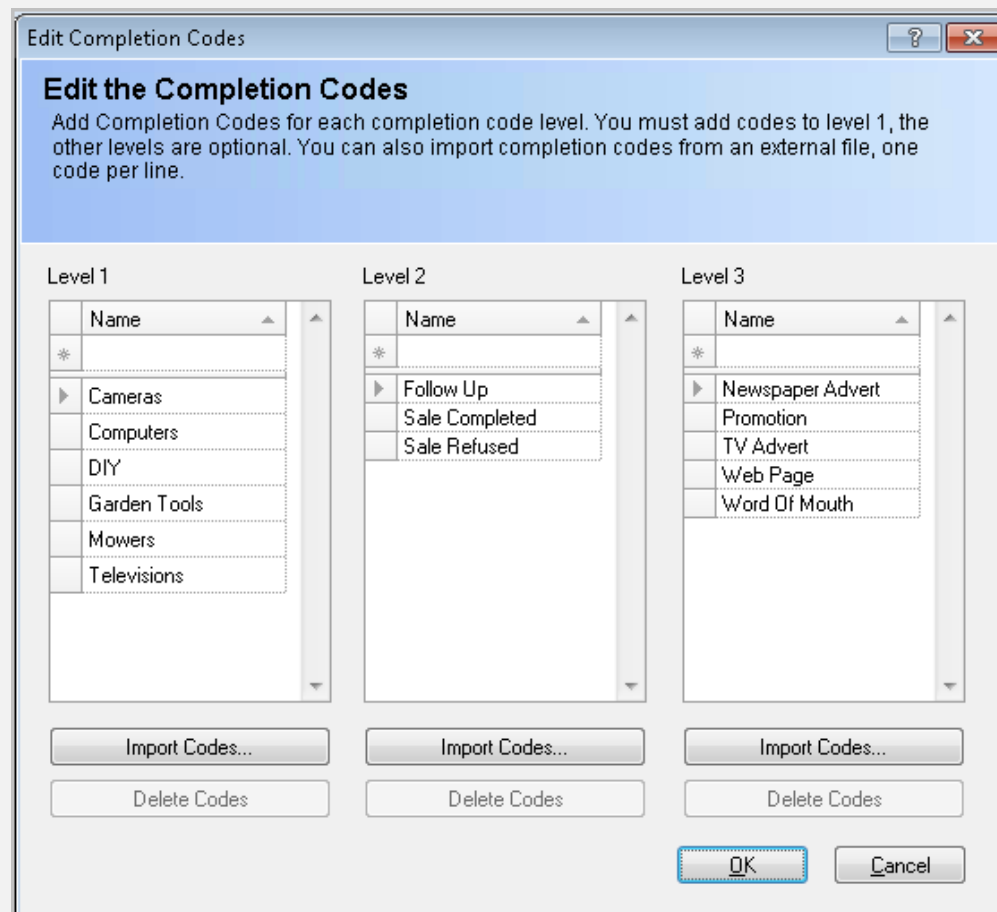 Edit Completion Codes
Edit the Completion Codes
Add Completion Codes for each completion code level. You must add codes to level 1, the
other levels are optional. You can also import completion codes from an external file, one
code per line.
Level 1
Name
Cameras
Computers
DIY
Garden Tools
Mowers
Televisions
Import Codes...
Delete Codes
Level 2
Name
Follow Up
Sale Completed
Sale Refused
Import Codes...
Delete Codes
Level 3
Name
Newspaper Advert
Promotion
TV Advert
Web Page
Word Of Mouth
Import Codes...
Delete Codes
OK
Cancel